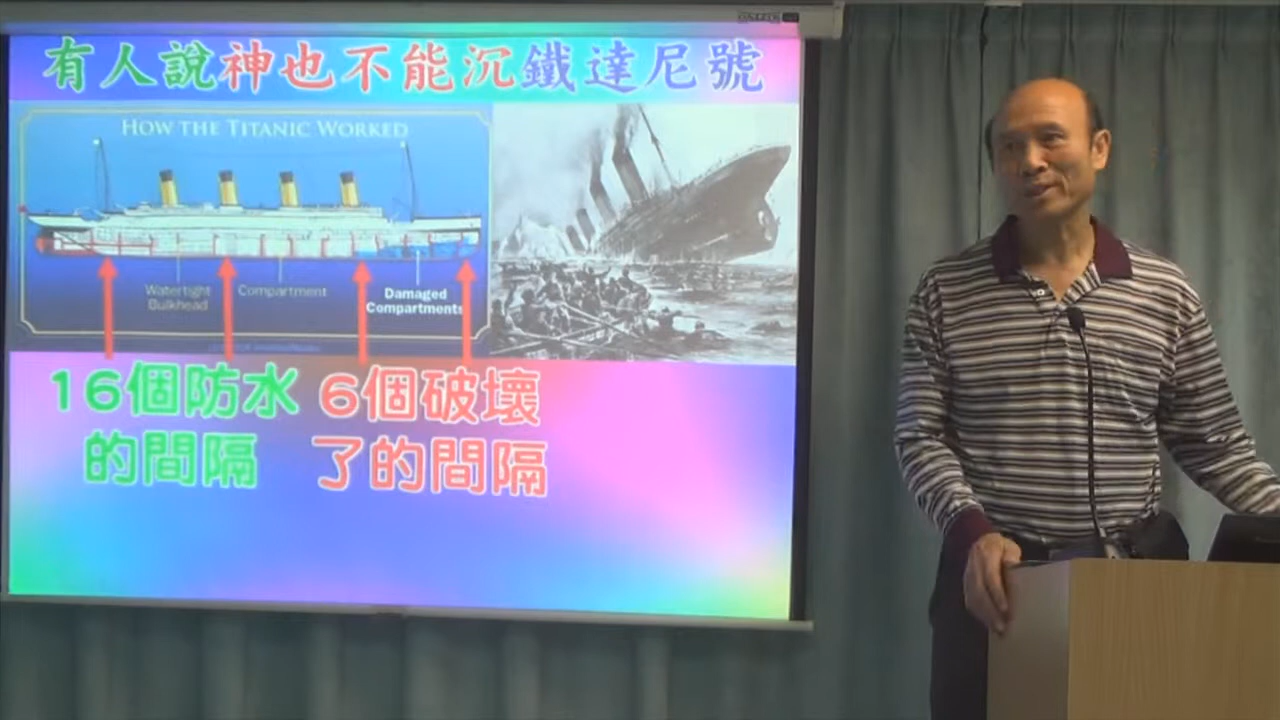 有人說神也不能沉鐵達尼號
HOW THE TITANIC WORKED
Watertight
Bulkhead
Compartment
Damaged
Compartments
16個防水
的間隔
6個破壞
了的間隔